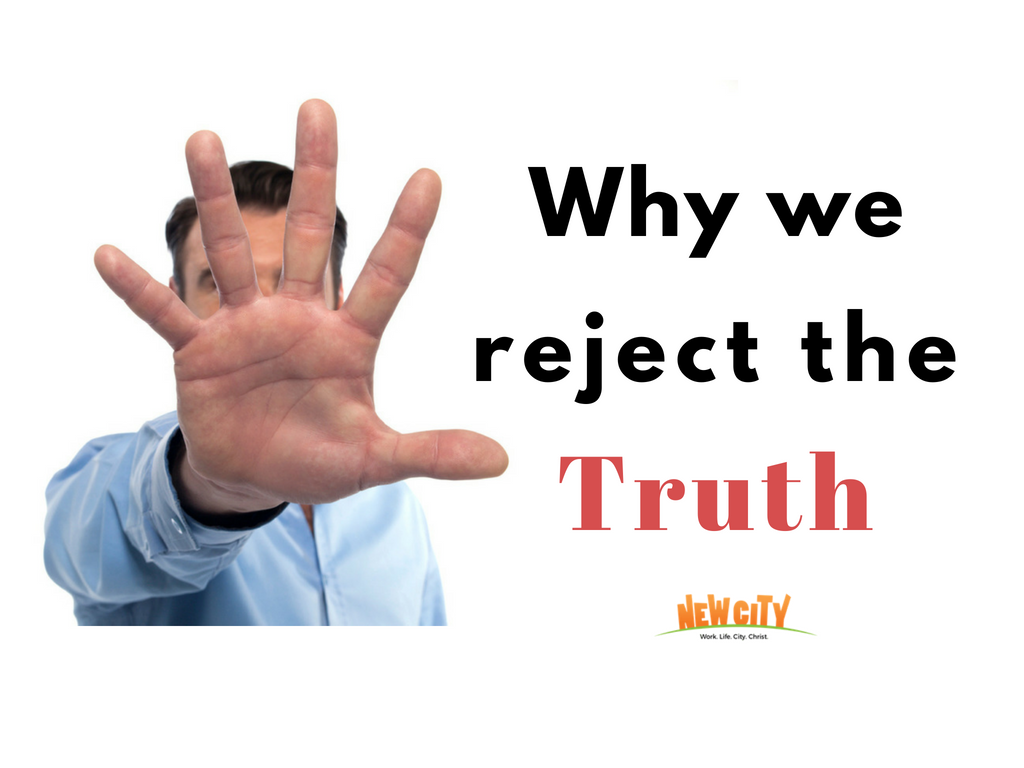 Why we
reject the
Truth
NEW CITY
Work. Life. City. Christ.